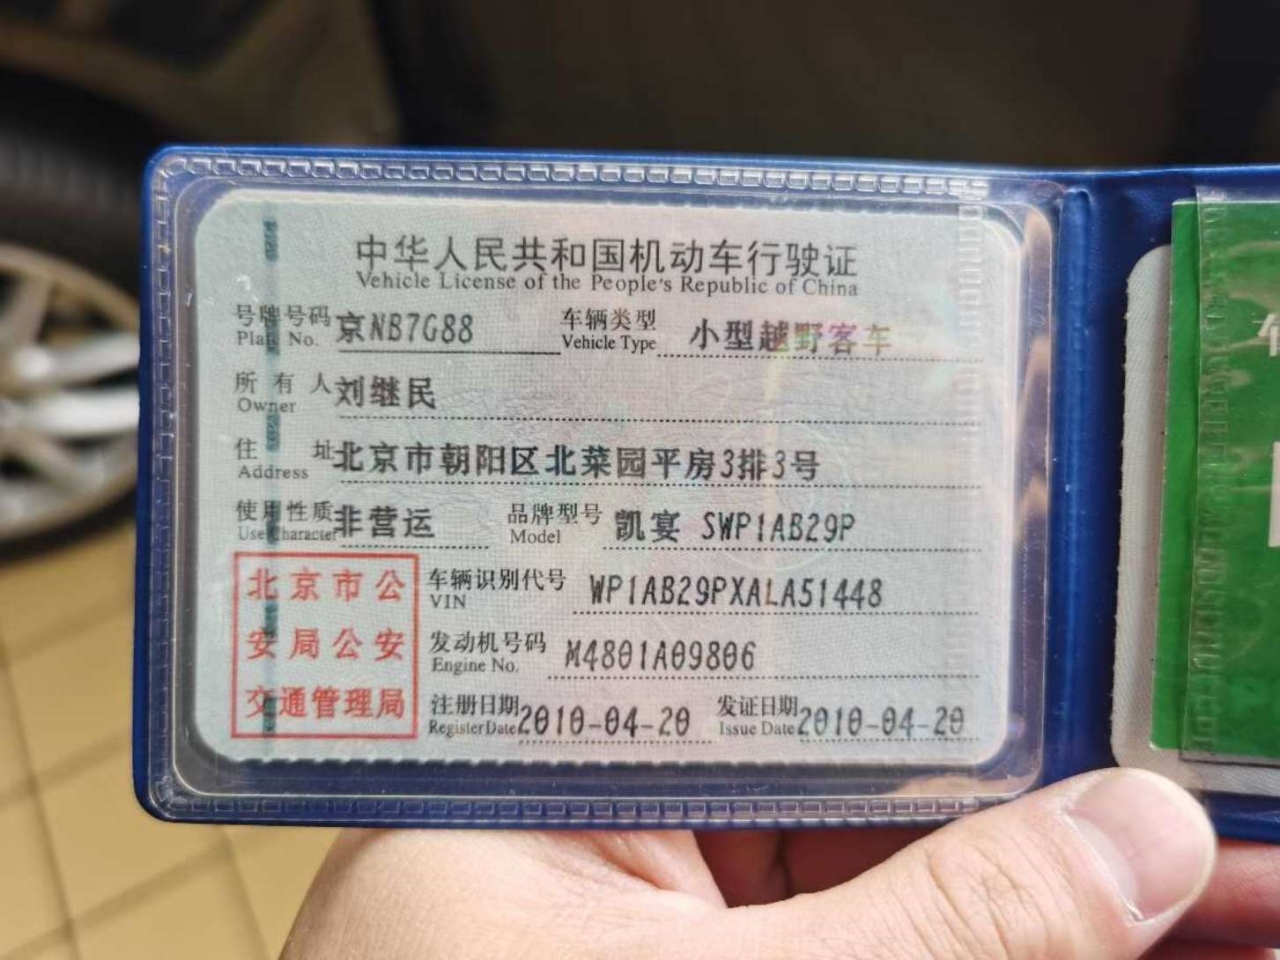 中华人民共和国机动车行驶证
Vehicle License of the People's Republic of China
号牌号码 京NB7G88 车辆类型 小型越野客车
Plate No. Vehicle Type
所有人 刘继民
Owner
住址 北京市朝阳区北菜园平房3排3号
Address
使用性质 非营运 品牌型号 凯宴 SWP1AB29P
Use Character Model
北京市公
安局公安
交通管理局
车辆识别代号 WP1AB29PXALA51448
VIN
发动机号码 M4801A09806
Engine No.
注册日期 2010-04-20 发证日期 2010-04-20
Register Date Issue Date